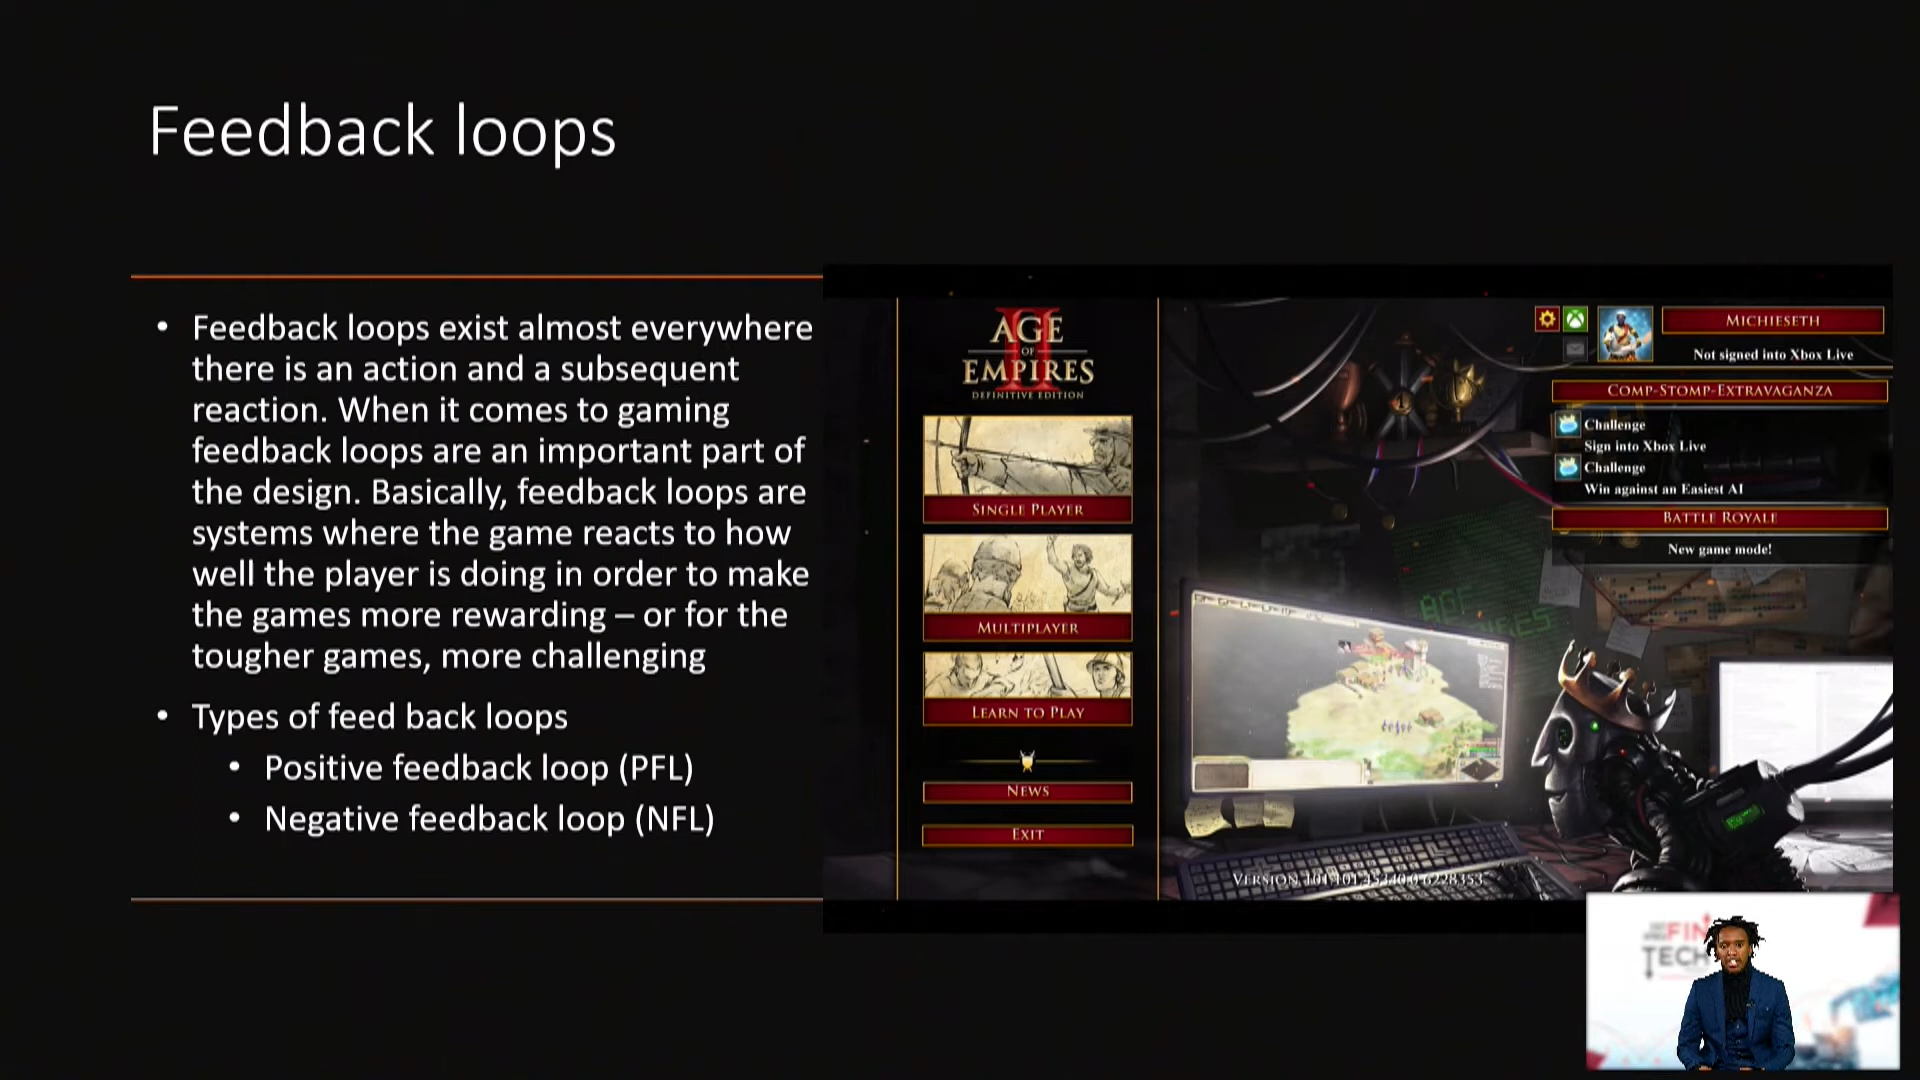 Feedback loops
• Feedback loops exist almost everywhere
there is an action and a subsequent
reaction. When it comes to gaming
feedback loops are an important part of
the design. Basically, feedback loops are
systems where the game reacts to how
well the player is doing in order to make
the games more rewarding – or for the
tougher games, more challenging
• Types of feed back loops
• Positive feedback loop (PFL)
• Negative feedback loop (NFL)
AGE
OF
EMPIRES
II
DEFINITIVE EDITION
SINGLE PLAYER
MULTIPLAYER
LEARN TO PLAY
NEWS
EXIT
MICHIESETH
Not signed into Xbox Live
COMP-STOMP-EXTRAVAGANZA
Challenge
Sign into Xbox Live
Challenge
Win against an Easiest AI
BATTLE ROYALE
New game mode!
FIN
TECH